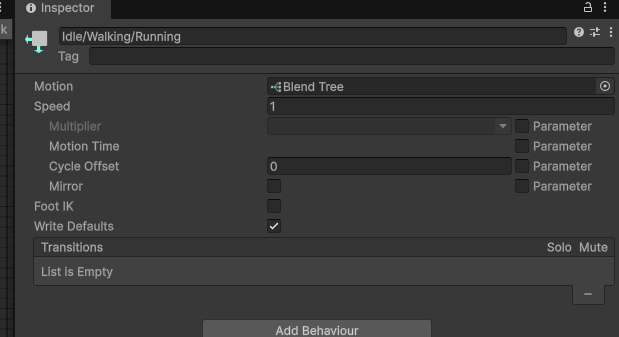 k
Inspector
Idle/Walking/Running
Tag
Motion Blend Tree
Speed 1
Multiplier Parameter
Motion Time Parameter
Cycle Offset 0 Parameter
Mirror Parameter
Foot IK
Write Defaults
Transitions Solo Mute
List is Empty
Add Behaviour